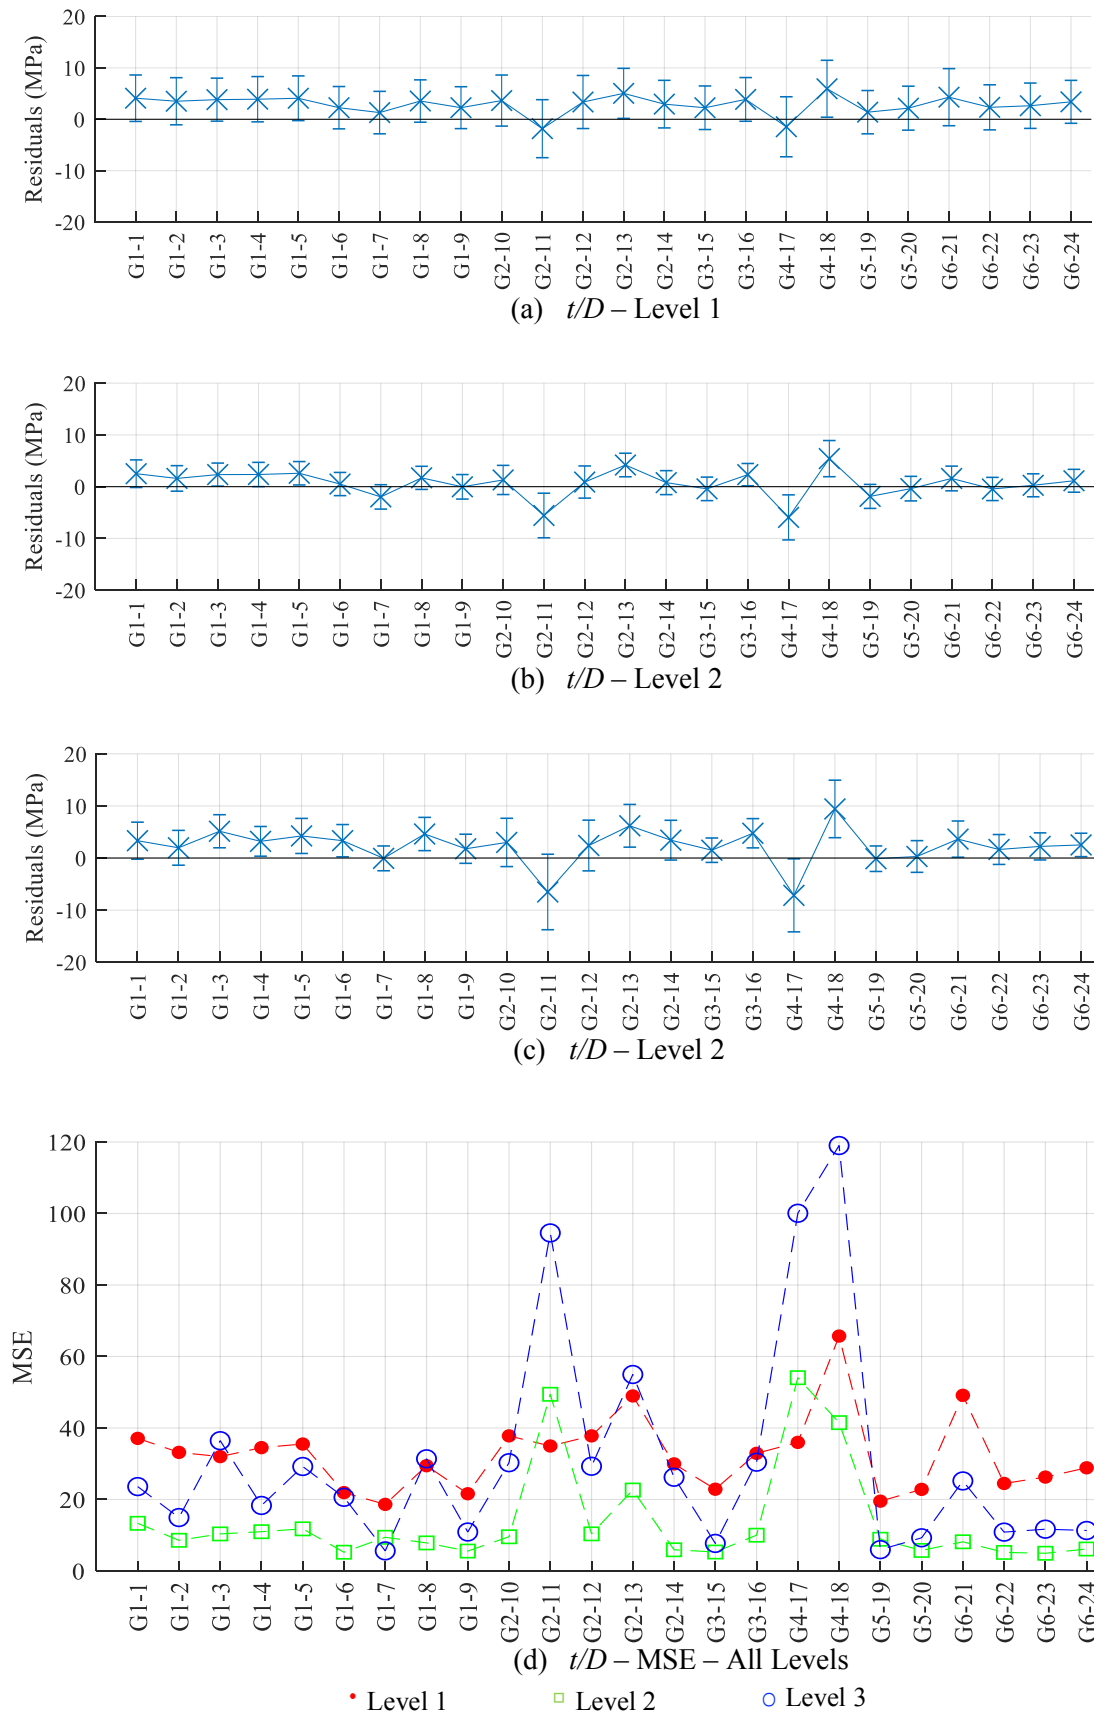 20
10
0
-10
-20
Residuals (MPa)
G1-1 G1-2 G1-3 G1-4 G1-5 G1-6 G1-7 G1-8 G1-9 G2-10 G2-11 G2-12 G2-13 G2-14 G3-15 G3-16 G4-17 G4-18 G5-19 G5-20 G6-21 G6-22 G6-23 G6-24
(a) t/D – Level 1
20
10
0
-10
-20
Residuals (MPa)
G1-1 G1-2 G1-3 G1-4 G1-5 G1-6 G1-7 G1-8 G1-9 G2-10 G2-11 G2-12 G2-13 G2-14 G3-15 G3-16 G4-17 G4-18 G5-19 G5-20 G6-21 G6-22 G6-23 G6-24
(b) t/D – Level 2
20
10
0
-10
-20
Residuals (MPa)
G1-1 G1-2 G1-3 G1-4 G1-5 G1-6 G1-7 G1-8 G1-9 G2-10 G2-11 G2-12 G2-13 G2-14 G3-15 G3-16 G4-17 G4-18 G5-19 G5-20 G6-21 G6-22 G6-23 G6-24
(c) t/D – Level 2
120
100
80
60
40
20
0
MSE
G1-1 G1-2 G1-3 G1-4 G1-5 G1-6 G1-7 G1-8 G1-9 G2-10 G2-11 G2-12 G2-13 G2-14 G3-15 G3-16 G4-17 G4-18 G5-19 G5-20 G6-21 G6-22 G6-23 G6-24
(d) t/D – MSE – All Levels
Level 1 Level 2 Level 3